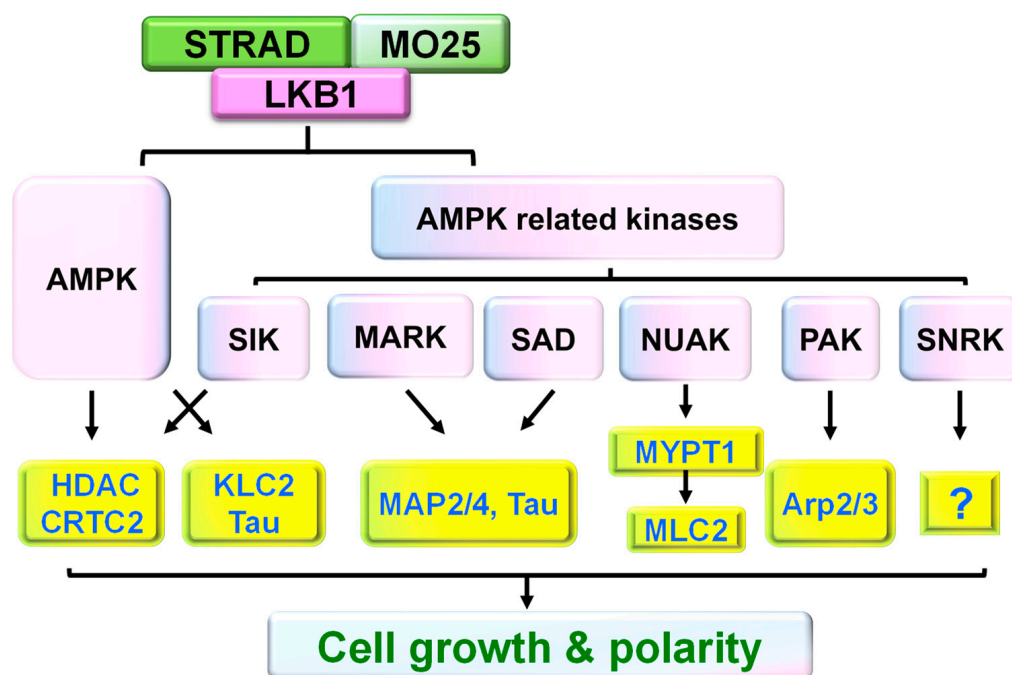 STRAD
MO25
LKB1
AMPK related kinases
AMPK
SIK
MARK
SAD
NUAK
PAK
SNRK
HDAC
CRTC2
KLC2
Tau
MAP2/4, Tau
MYPT1
MLC2
Arp2/3
?
Cell growth & polarity